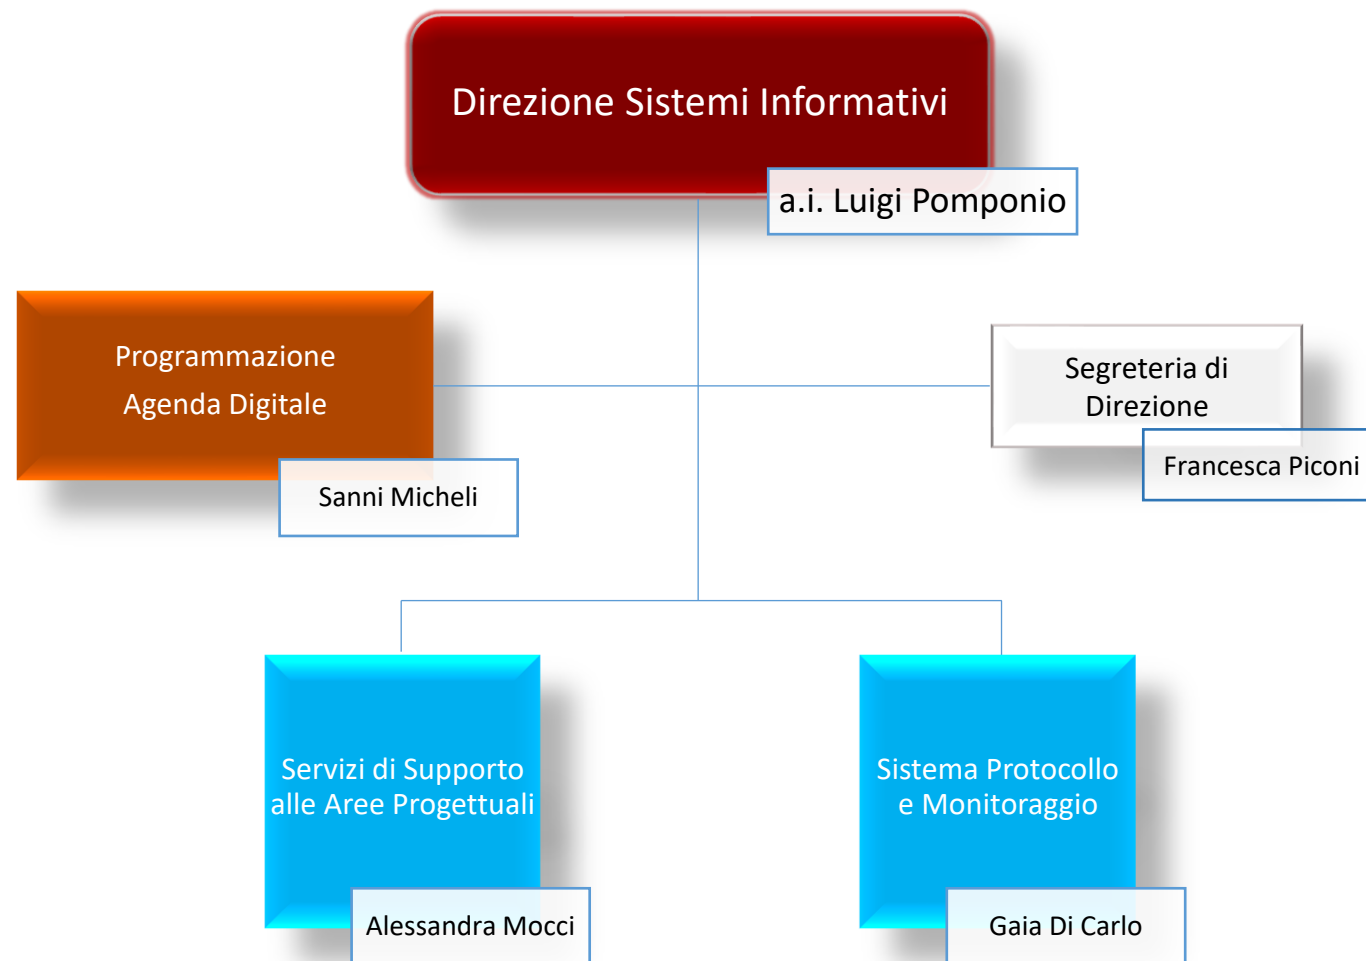 Direzione Sistemi Informativi
a.i. Luigi Pomponio
Programmazione
Agenda Digitale
Sanni Micheli
Segreteria di
Direzione
Francesca Piconi
Servizi di Supporto
alle Aree Progettuali
Alessandra Mocci
Sistema Protocollo
e Monitoraggio
Gaia Di Carlo